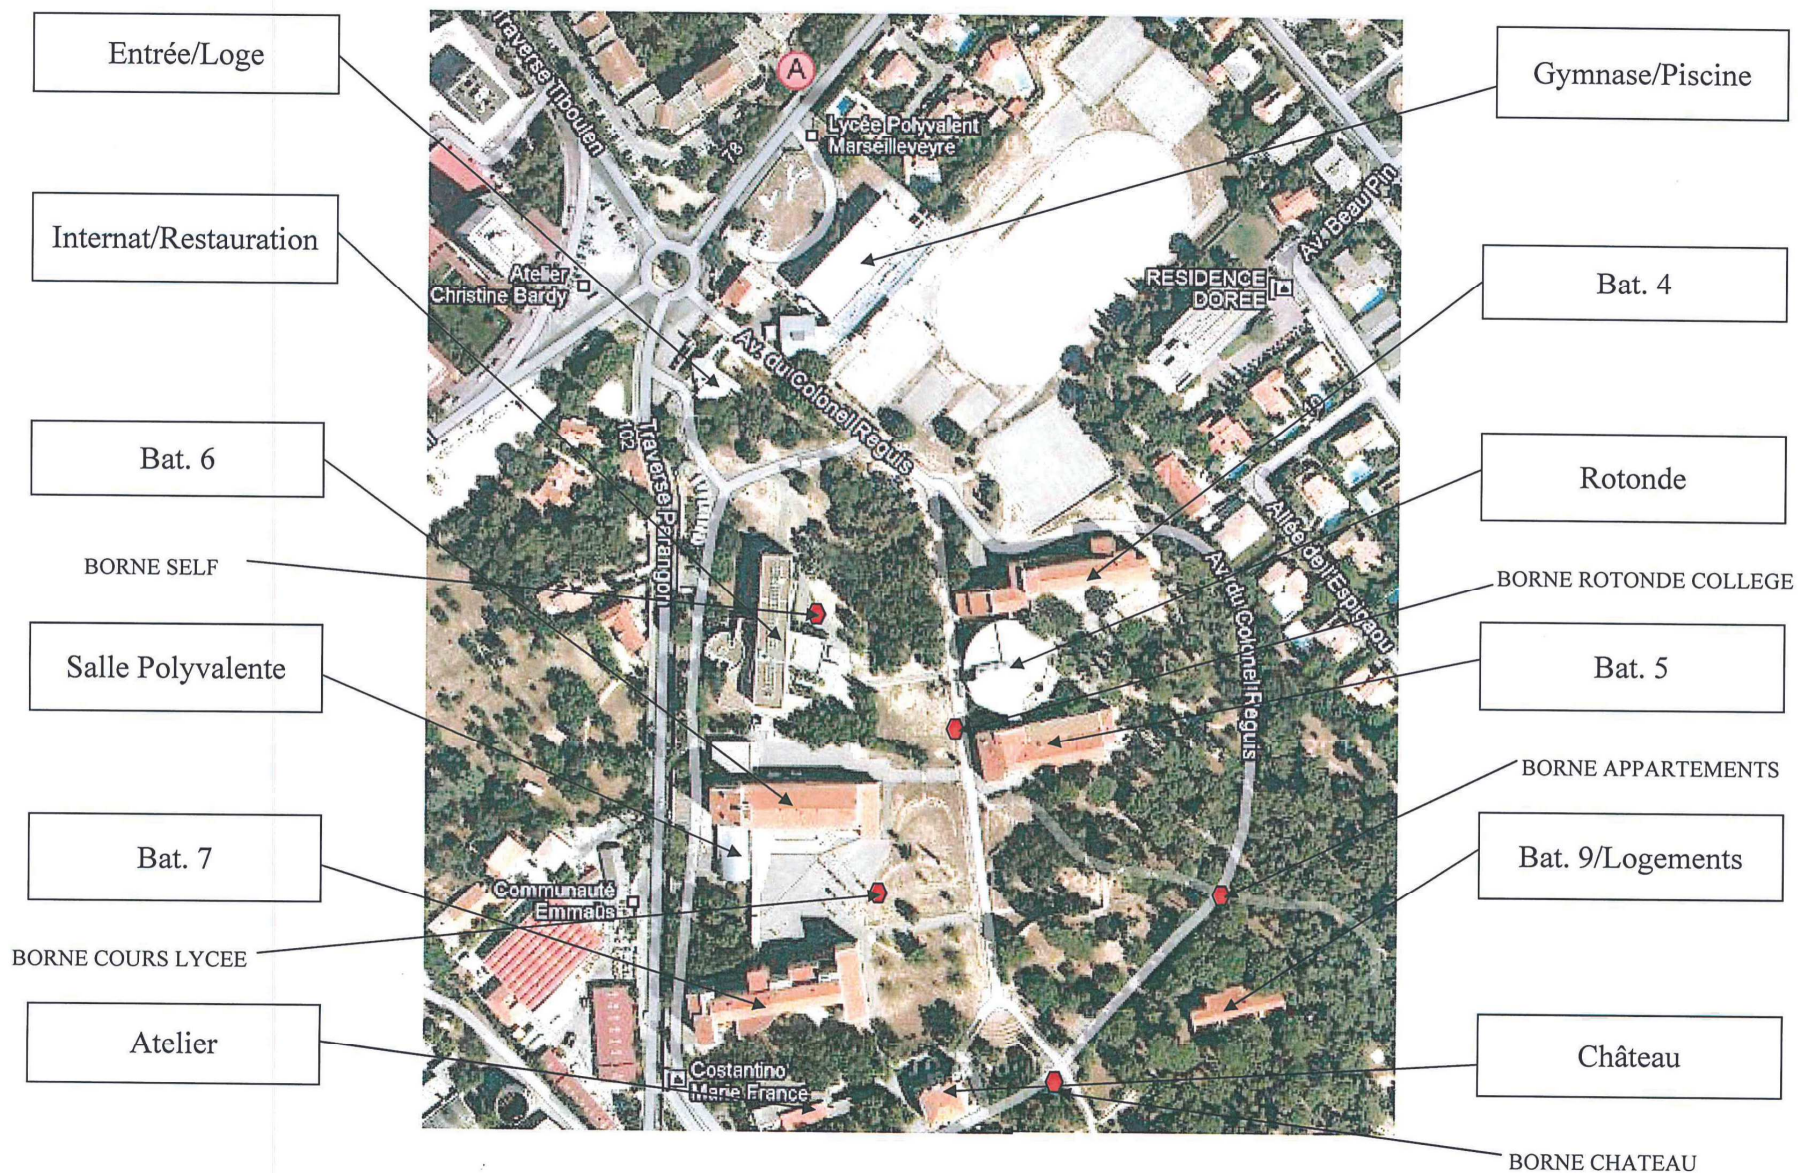 Entrée/Loge
Internat/Restauration
Bat. 6
BORNE SELF
Salle Polyvalente
Bat. 7
BORNE COURS LYCEE
Atelier
Traverse Tiboulen
A
78
Lycée Polyvalent
Marseilleveyre
Atelier
Christine Bardy
Av. du Colonel Reguis
RESIDENCE
DOREE
Av. Beau Pin
Traverse Parangon
102
Allée de l'Espigaou
Av. du Colonel Reguis
Communauté
Emmaüs
Costantino
Marie France
Gymnase/Piscine
Bat. 4
Rotonde
BORNE ROTONDE COLLEGE
Bat. 5
BORNE APPARTEMENTS
Bat. 9/Logements
Château
BORNE CHATEAU